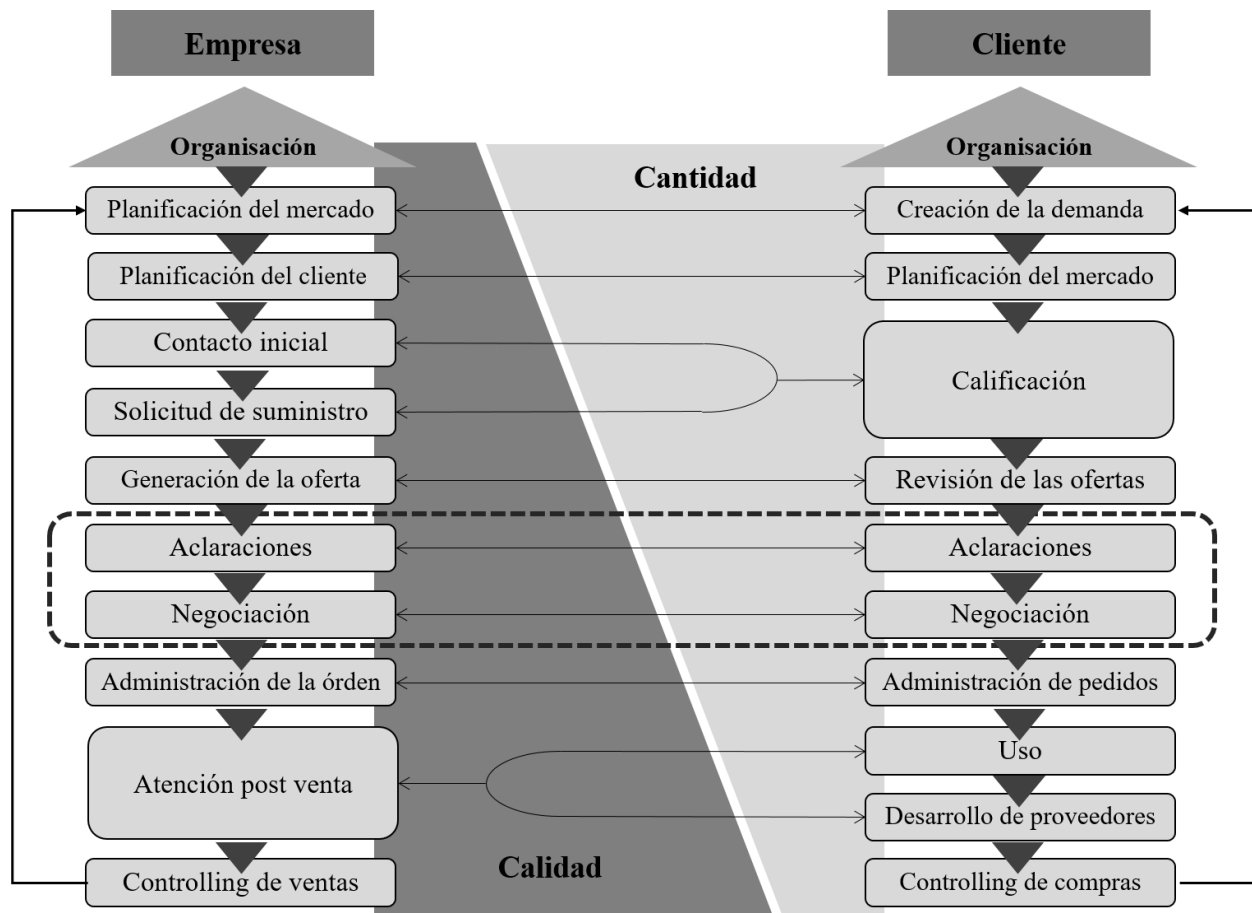 Empresa
Cliente
Organisación
Organisación
Cantidad
Planificación del mercado
Creación de la demanda
Planificación del cliente
Planificación del mercado
Contacto inicial
Calificación
Solicitud de suministro
Generación de la oferta
Revisión de las ofertas
Aclaraciones
Aclaraciones
Negociación
Negociación
Administración de la órden
Administración de pedidos
Uso
Atención post venta
Desarrollo de proveedores
Calidad
Controlling de ventas
Controlling de compras